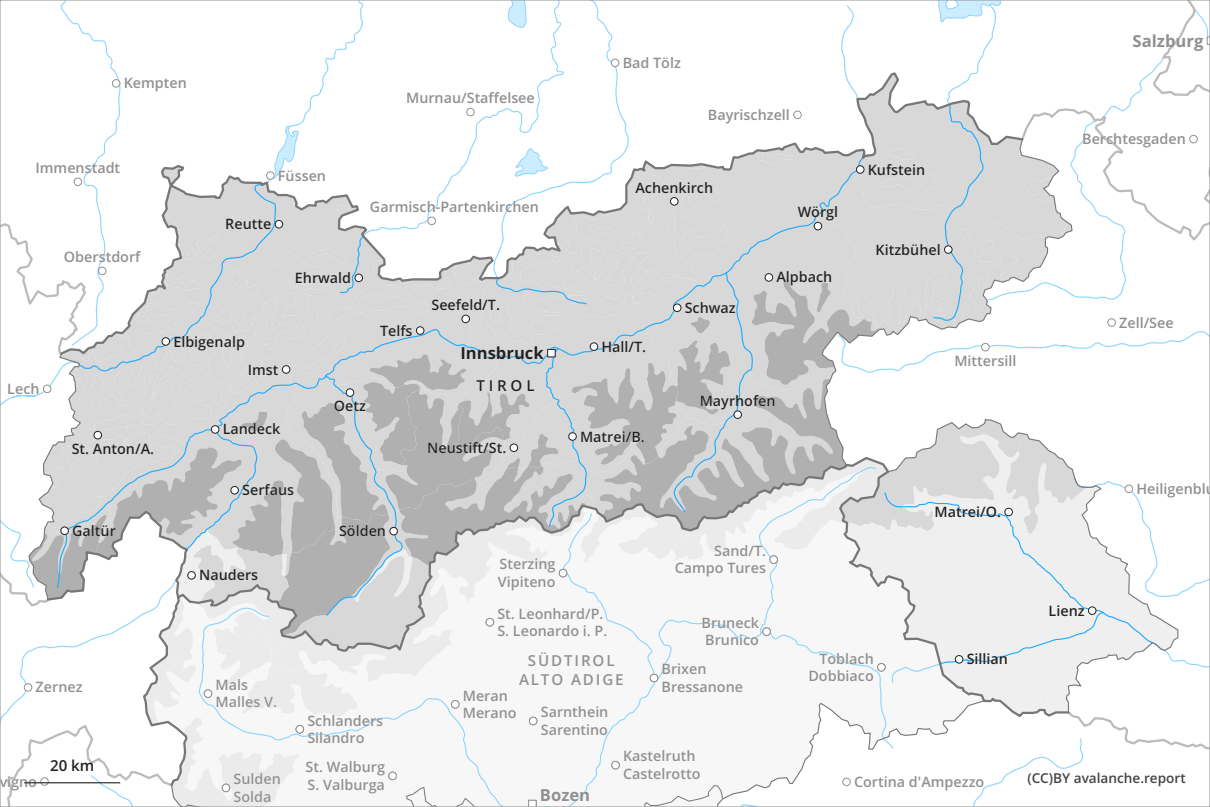 Salzburg
Bad Tölz
Kempten
Murnau/Staffelsee
Bayrischzell
Berchtesgaden
Immenstadt
Füssen
Kufstein
Achenkirch
Garmisch-Partenkirchen
Wörgl
Reutte
Kitzbühel
Oberstdorf
Ehrwald
Alpbach
Seefeld/T.
Schwaz
Zell/See
Telfs
Elbigenalp
Innsbruck
Hall/T.
Mittersill
Imst
TIROL
Lech
Oetz
Mayrhofen
Landeck
Matrei/B.
St. Anton/A.
Neustift/St.
Serfaus
Heiligenblu
Matrei/O.
Galtür
Sölden
Sand/T.
Campo Tures
Sterzing
Vipiteno
Nauders
Lienz
St. Leonhard/P.
S. Leonardo i. P.
Bruneck
Brunico
Sillian
SÜDTIROL
ALTO ADIGE
Toblach
Dobbiaco
Brixen
Bressanone
Zernez
Mals
Malles V.
Meran
Merano
Sarnthein
Sarentino
Schlanders
Silandro
Kastelruth
Castelrotto
20 km
St. Walburg
S. Valburga
Sulden
Solda
vigno
Cortina d'Ampezzo
(CC)BY avalanche.report
Bozen